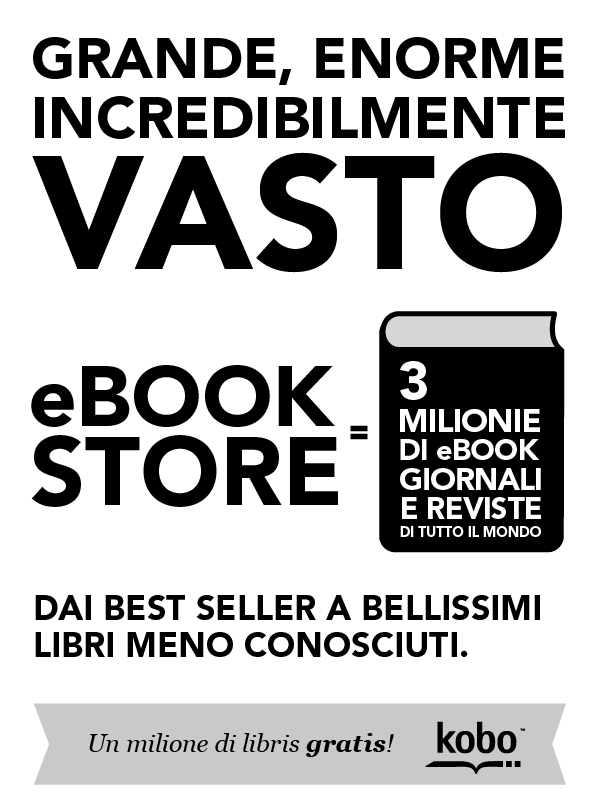 GRANDE, ENORME
INCREDIBILMENTE
VASTO
eBOOK
STORE
=
3
MILIONIE
DI eBOOK
GIORNALI
E REVISTE
DI TUTTO IL MONDO
DAI BEST SELLER A BELLISSIMI
LIBRI MENO CONOSCIUTI.
Un milione di libris gratis!
kobo™